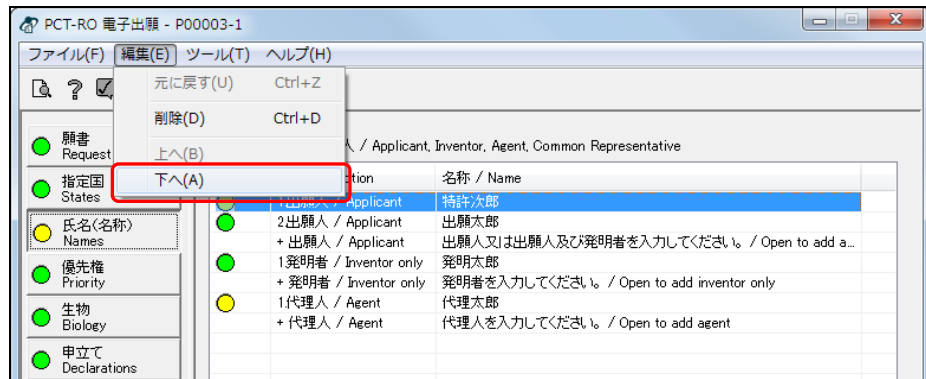 PCT-RO 電子出願 - P00003-1
ファイル(F) 編集(E) ツール(T) ヘルプ(H)
元に戻す(U) Ctrl+Z
削除(D) Ctrl+D
上へ(B)
下へ(A)
願書
Request
人 / Applicant, Inventor, Agent, Common Representative
指定国
States
tion 名称 / Name
1出願人 / Applicant 特許次郎
氏名(名称)
Names
2出願人 / Applicant 出願太郎
+ 出願人 / Applicant 出願人又は出願人及び発明者を入力してください。 / Open to add a...
優先権
Priority
1発明者 / Inventor only 発明太郎
+ 発明者 / Inventor only 発明者を入力してください。 / Open to add inventor only
生物
Biology
1代理人 / Agent 代理太郎
+ 代理人 / Agent 代理人を入力してください。 / Open to add agent
申立て
Declarations